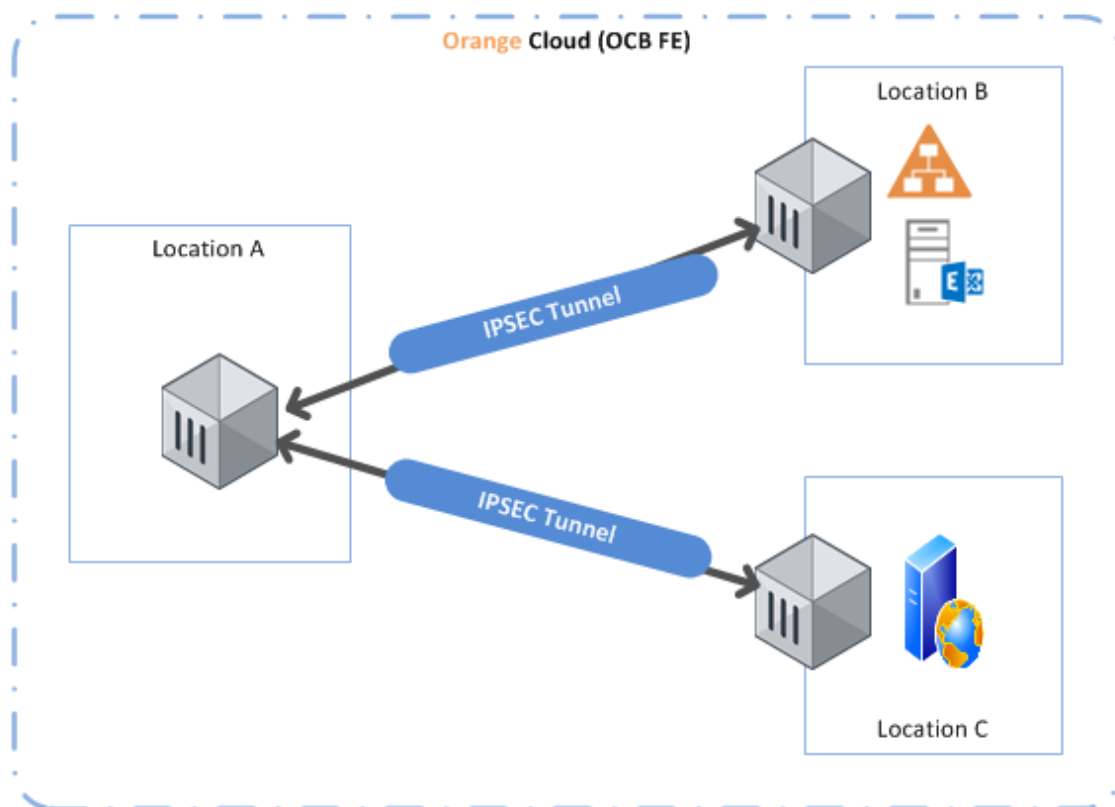 Orange Cloud (OCB FE)
Location B
Location A
E
IPSEC Tunnel
IPSEC Tunnel
Location C